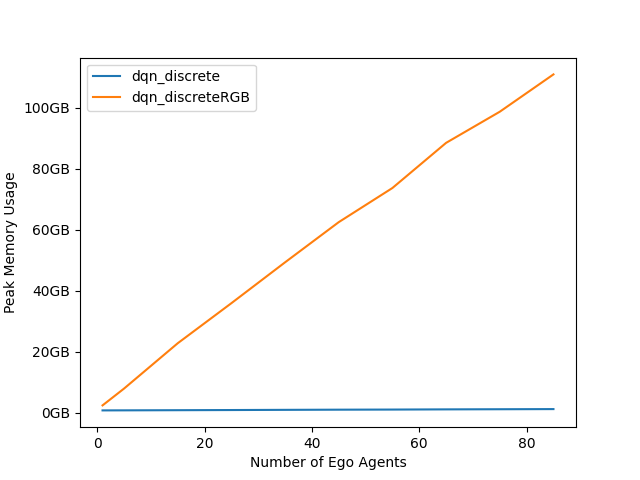 dqn_discrete
dqn_discreteRGB
Peak Memory Usage
100GB
80GB
60GB
40GB
20GB
0GB
0 20 40 60 80
Number of Ego Agents